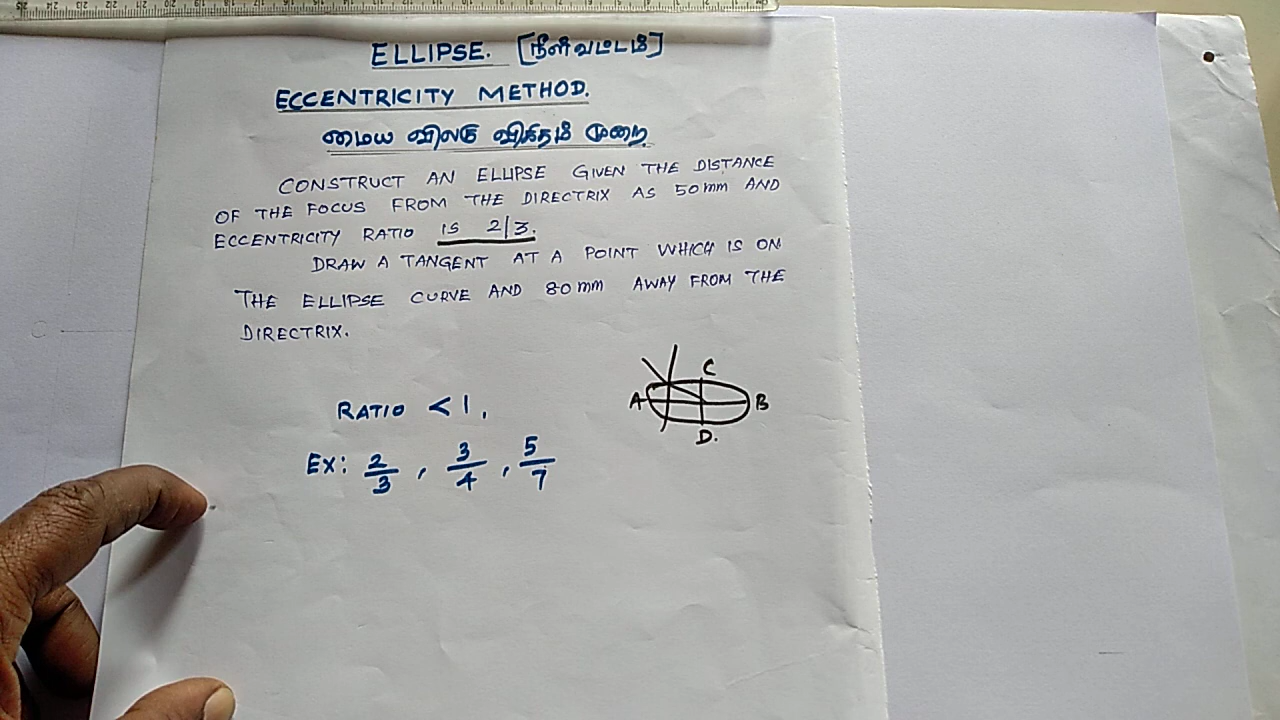 ELLIPSE. [நீள் வட்டம்]
ECCENTRICITY METHOD.
மைய விலகு விகிதம் முறை
CONSTRUCT AN ELLIPSE GIVEN THE DISTANCE
OF THE FOCUS FROM THE DIRECTRIX AS 50mm AND
ECCENTRICITY RATIO IS 2/3.
DRAW A TANGENT AT A POINT WHICH IS ON
THE ELLIPSE CURVE AND 80mm AWAY FROM THE
DIRECTRIX.
C
A B
D.
RATIO < 1,
EX: 2/3, 3/4, 5/7